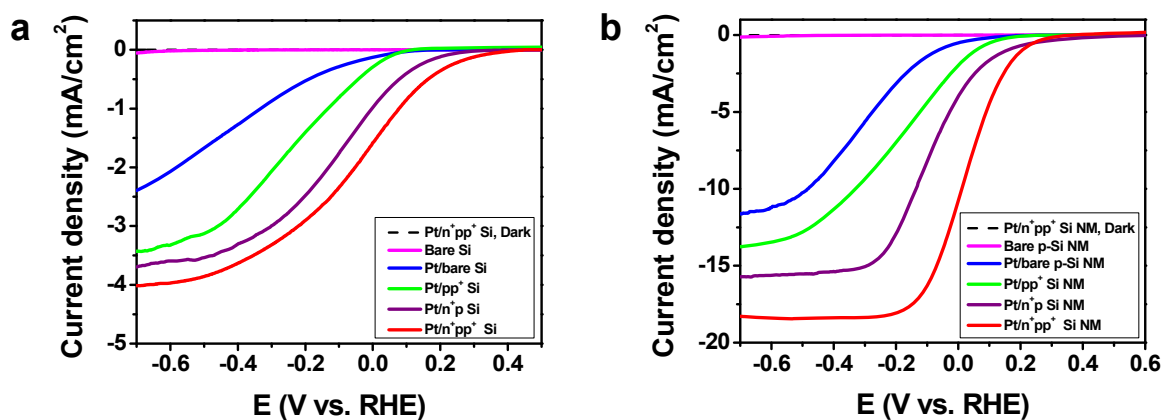 a
Current density (mA/cm²)
0
-1
-2
-3
-4
-5
-0.6 -0.4 -0.2 0.0 0.2 0.4
E (V vs. RHE)
Pt/n⁺pp⁺ Si, Dark
Bare Si
Pt/bare Si
Pt/pp⁺ Si
Pt/n⁺p Si
Pt/n⁺pp⁺ Si
b
Current density (mA/cm²)
0
-5
-10
-15
-20
-0.6 -0.4 -0.2 0.0 0.2 0.4 0.6
E (V vs. RHE)
Pt/n⁺pp⁺ Si NM, Dark
Bare p-Si NM
Pt/bare p-Si NM
Pt/pp⁺ Si NM
Pt/n⁺p Si NM
Pt/n⁺pp⁺ Si NM